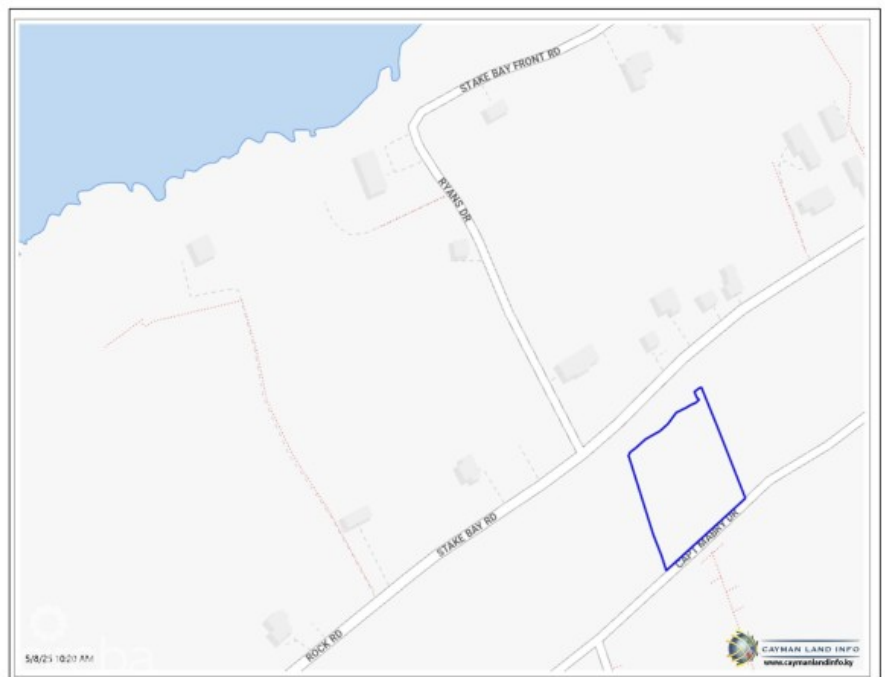 STAKE BAY FRONT RD
RYANS DR
STAKE BAY RD
CAPT MABRY DR
ROCK RD
5/8/25 10:20 AM
CAYMAN LAND INFO
www.caymanlandinfo.ky